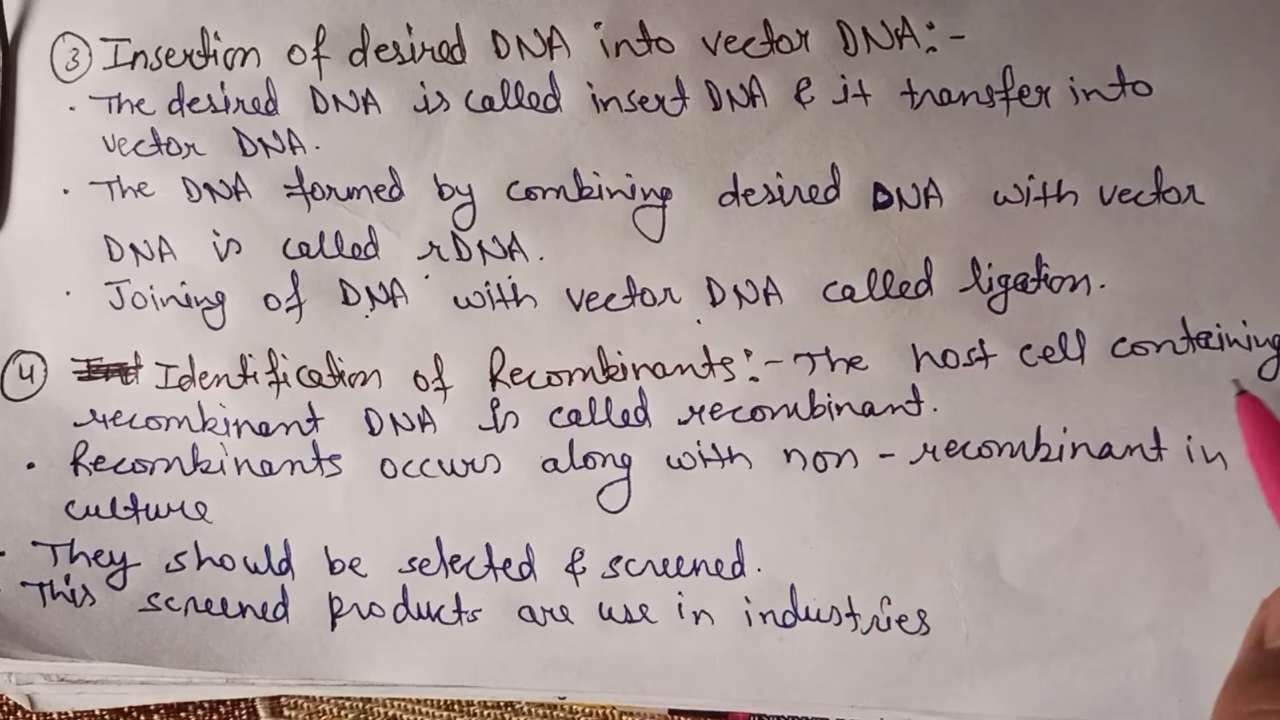 ③ Insertion of desired DNA into vector DNA:-
· The desired DNA is called insert DNA & it transfer into
vector DNA.
· The DNA formed by combining desired DNA with vector
DNA is called rDNA.
· Joining of DNA with vector DNA called ligation.
④ Identification of Recombinants:- The host cell containing
recombinant DNA is called recombinant.
· Recombinants occurs along with non-recombinant in
culture
· They should be selected & screened.
· This screened products are use in industries